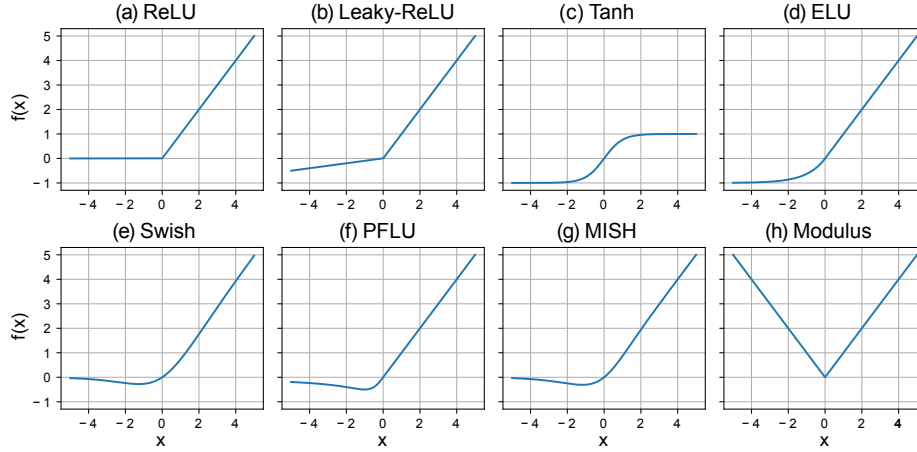 (a) ReLU (b) Leaky-ReLU (c) Tanh (d) ELU
5
4
3
2
1
0
−1
f(x)
−4 −2 0 2 4 −4 −2 0 2 4 −4 −2 0 2 4 −4 −2 0 2 4
(e) Swish (f) PFLU (g) MISH (h) Modulus
5
4
3
2
1
0
−1
f(x)
−4 −2 0 2 4 −4 −2 0 2 4 −4 −2 0 2 4 −4 −2 0 2 4
x x x x